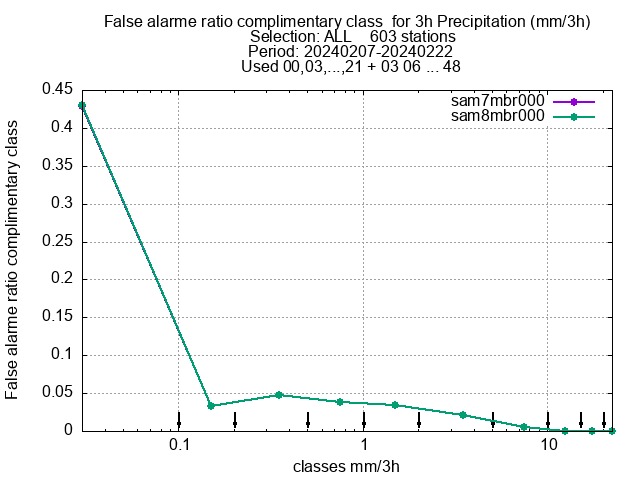 False alarme ratio complimentary class  for 3h Precipitation (mm/3h)
Selection: ALL    603 stations
Period: 20240207-20240222
Used 00,03,...,21 + 03 06 ... 48
sam7mbr000
sam8mbr000
0.45
0.4
0.35
0.3
0.25
0.2
0.15
0.1
0.05
0
False alarme ratio complimentary class
0.1
1
10
classes mm/3h